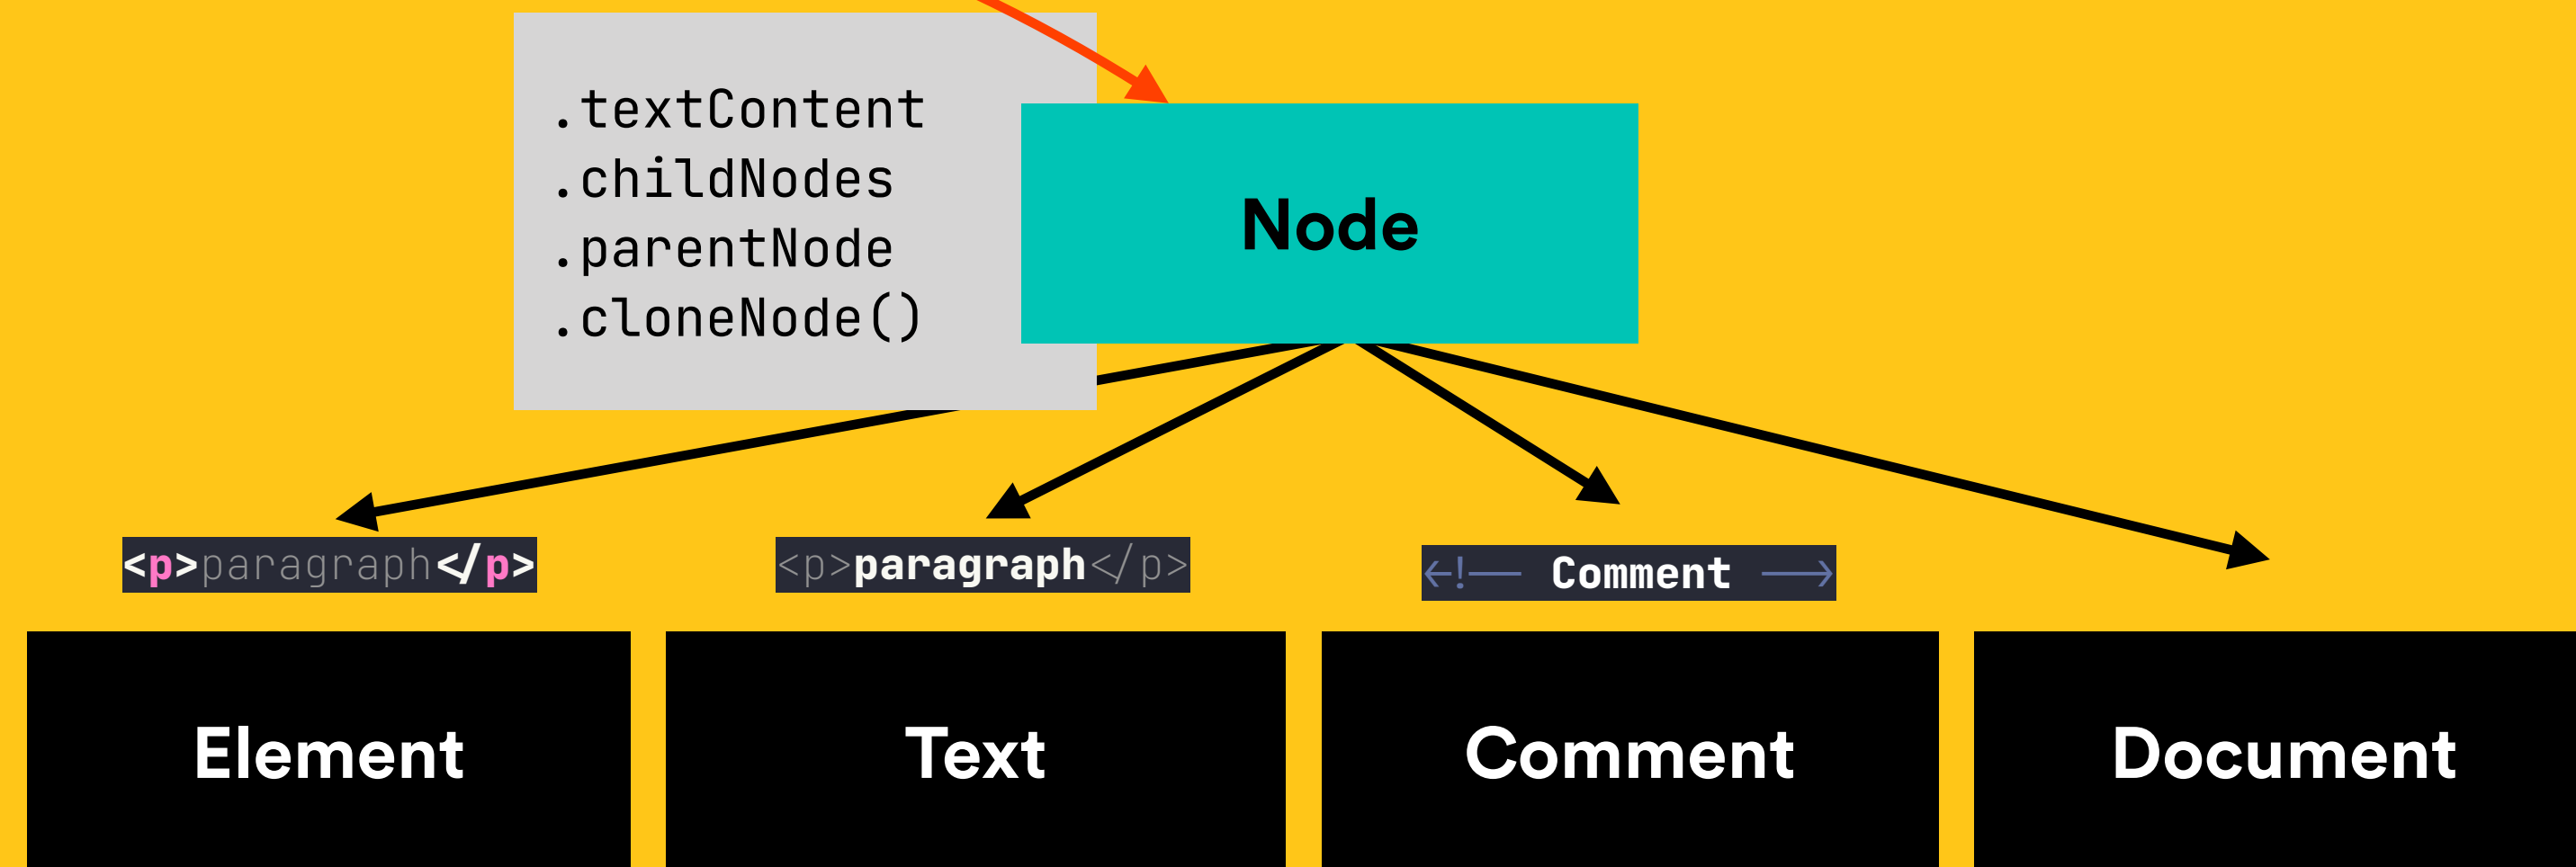 .textContent
.childNodes
.parentNode
.cloneNode()
Node
<p>paragraph</p>
<p>paragraph</p>
<!-- Comment -->
Element
Text
Comment
Document